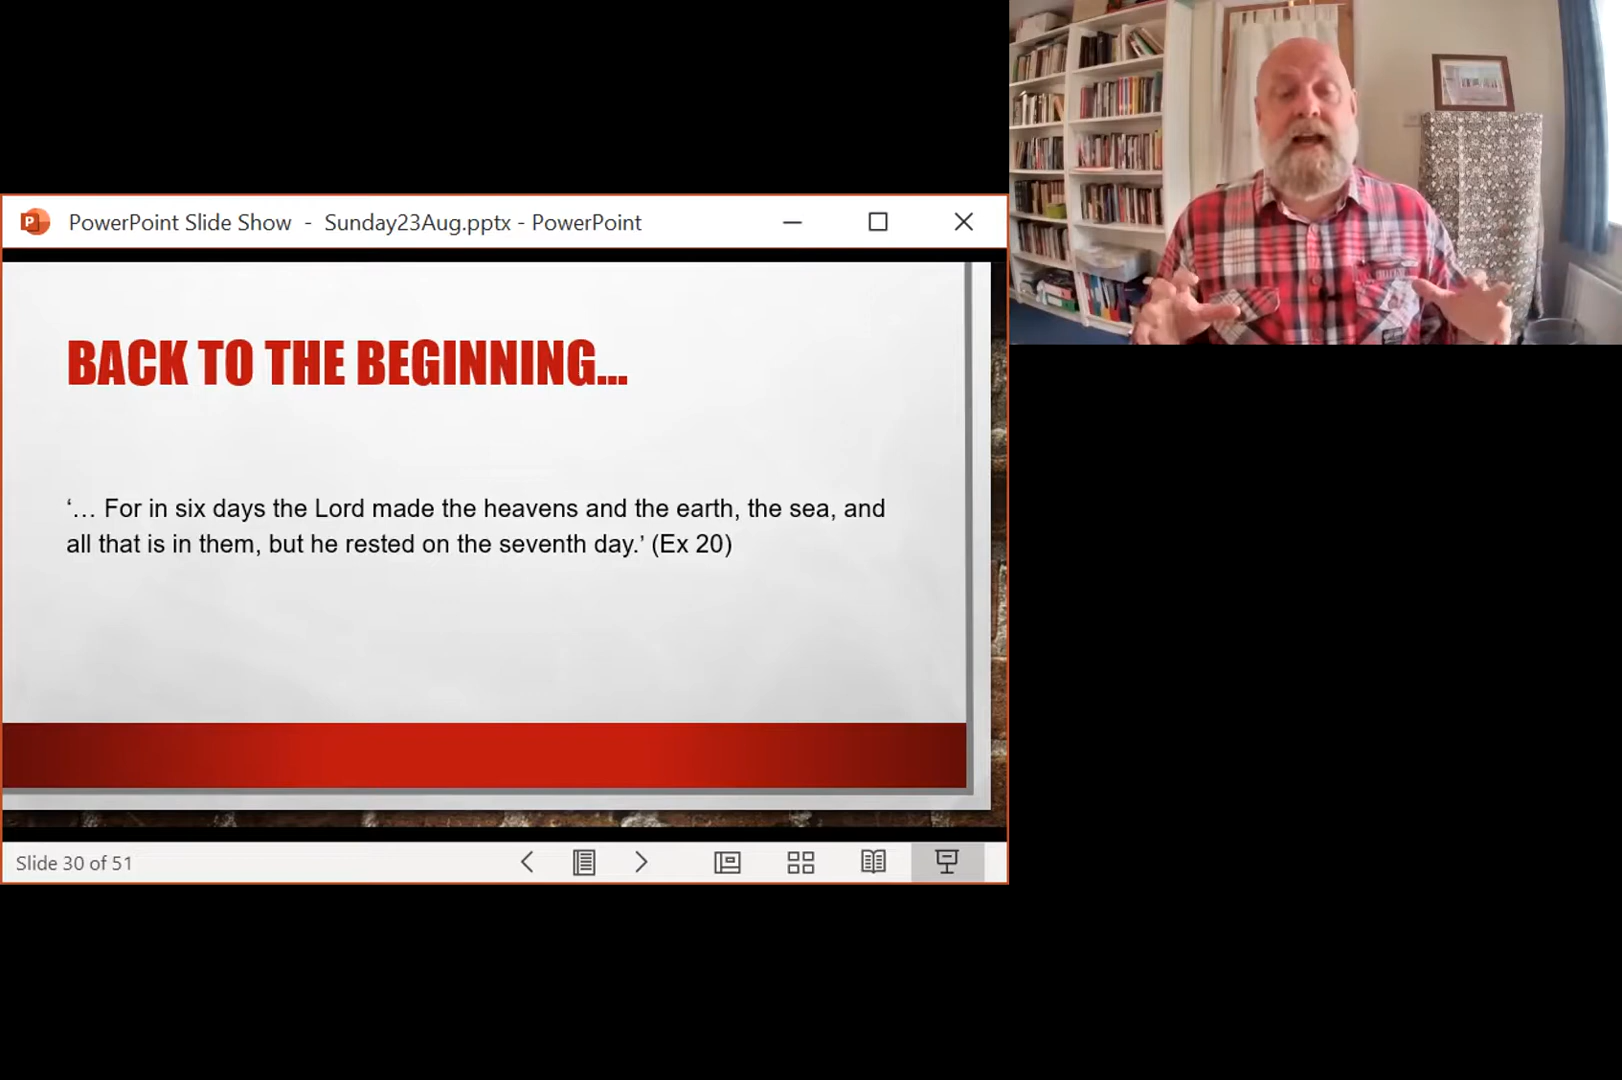 PowerPoint Slide Show - Sunday23Aug.pptx - PowerPoint
BACK TO THE BEGINNING...
‘... For in six days the Lord made the heavens and the earth, the sea, and
all that is in them, but he rested on the seventh day.’ (Ex 20)
Slide 30 of 51